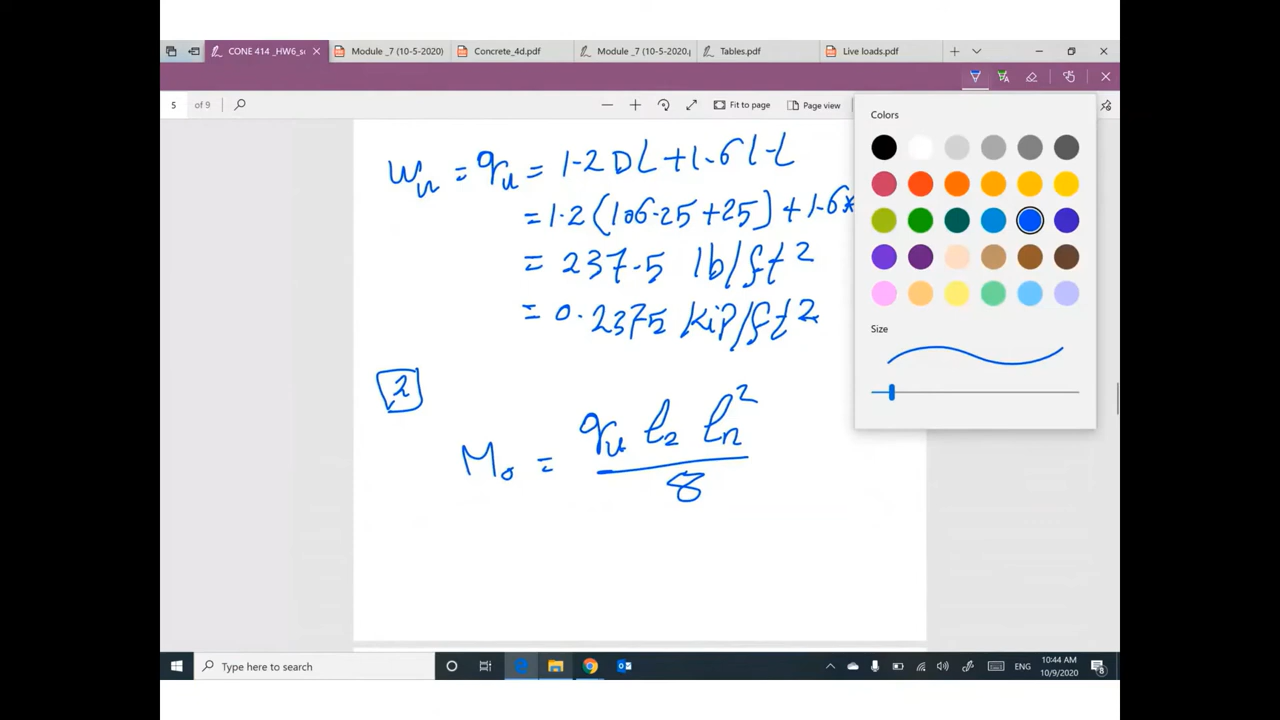 CONE 414 _HW6_s
Module _7 (10-5-2020)
Concrete_4d.pdf
Module _7 (10-5-2020.
Tables.pdf
Live loads.pdf
5 of 9
Fit to page
Page view
Colors
Size
Wu = qu = 1.2 DL + 1.6 L.L
= 1.2 (106.25 + 25) + 1.6*
= 237.5 lb/ft²
= 0.2375 kip/ft²
2
Mo = qu l2 ln²
8
Type here to search
ENG
10:44 AM
10/9/2020
8